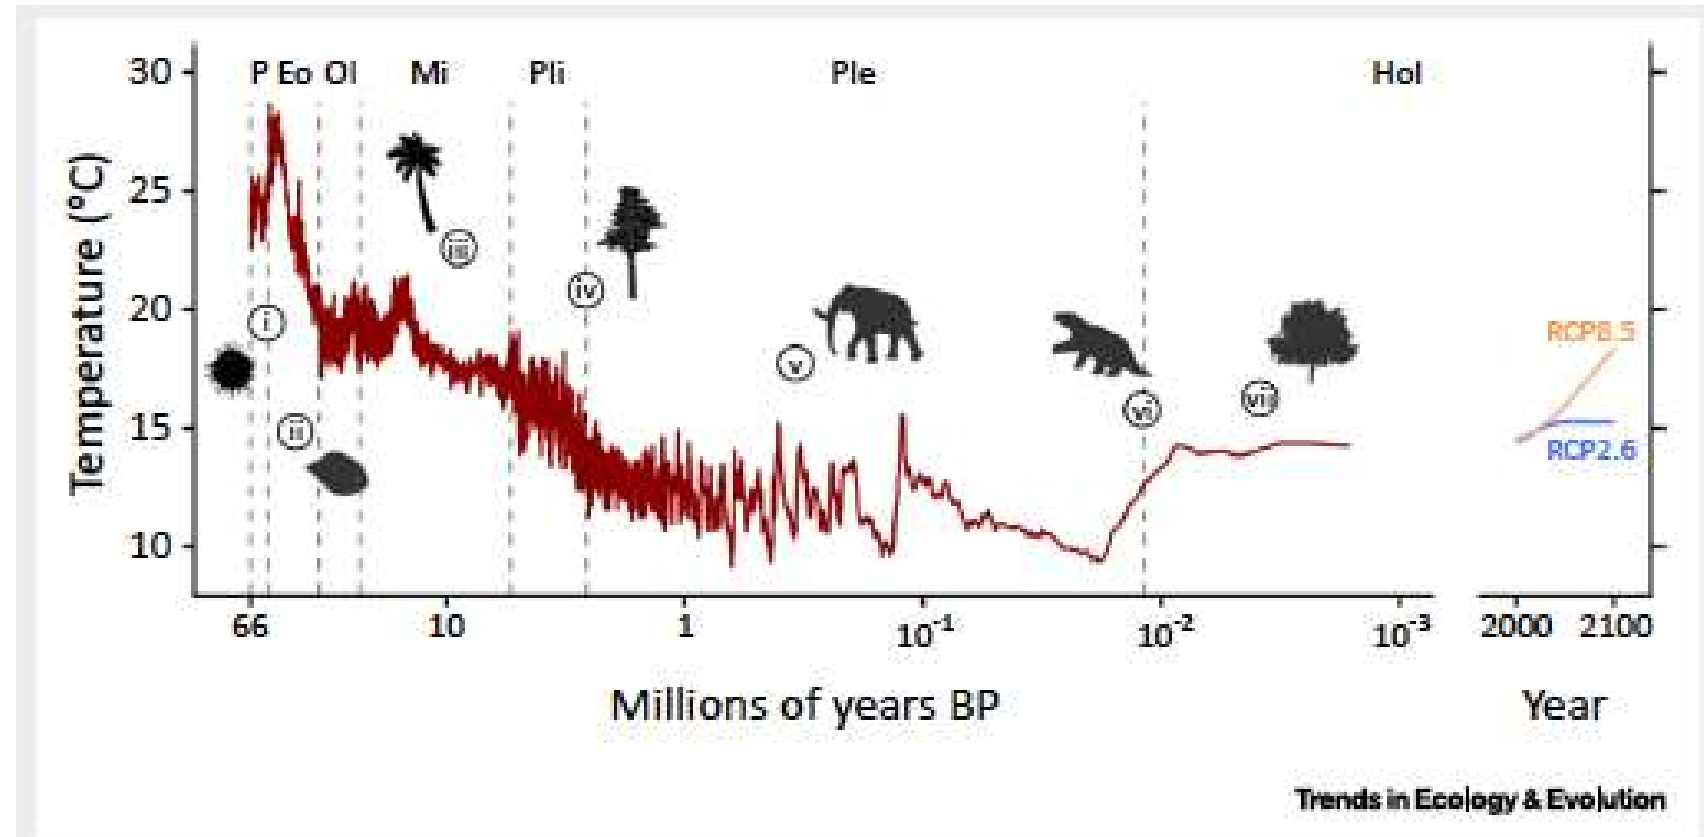 P Eo Ol Mi Pli Ple Hol
30
25
20
15
10
Temperature (°C)
i
ii
iii
iv
v
vi
vii
RCP8.5
RCP2.6
66 10 1 10⁻¹ 10⁻² 10⁻³ 2000 2100
Millions of years BP Year
Trends in Ecology & Evolution